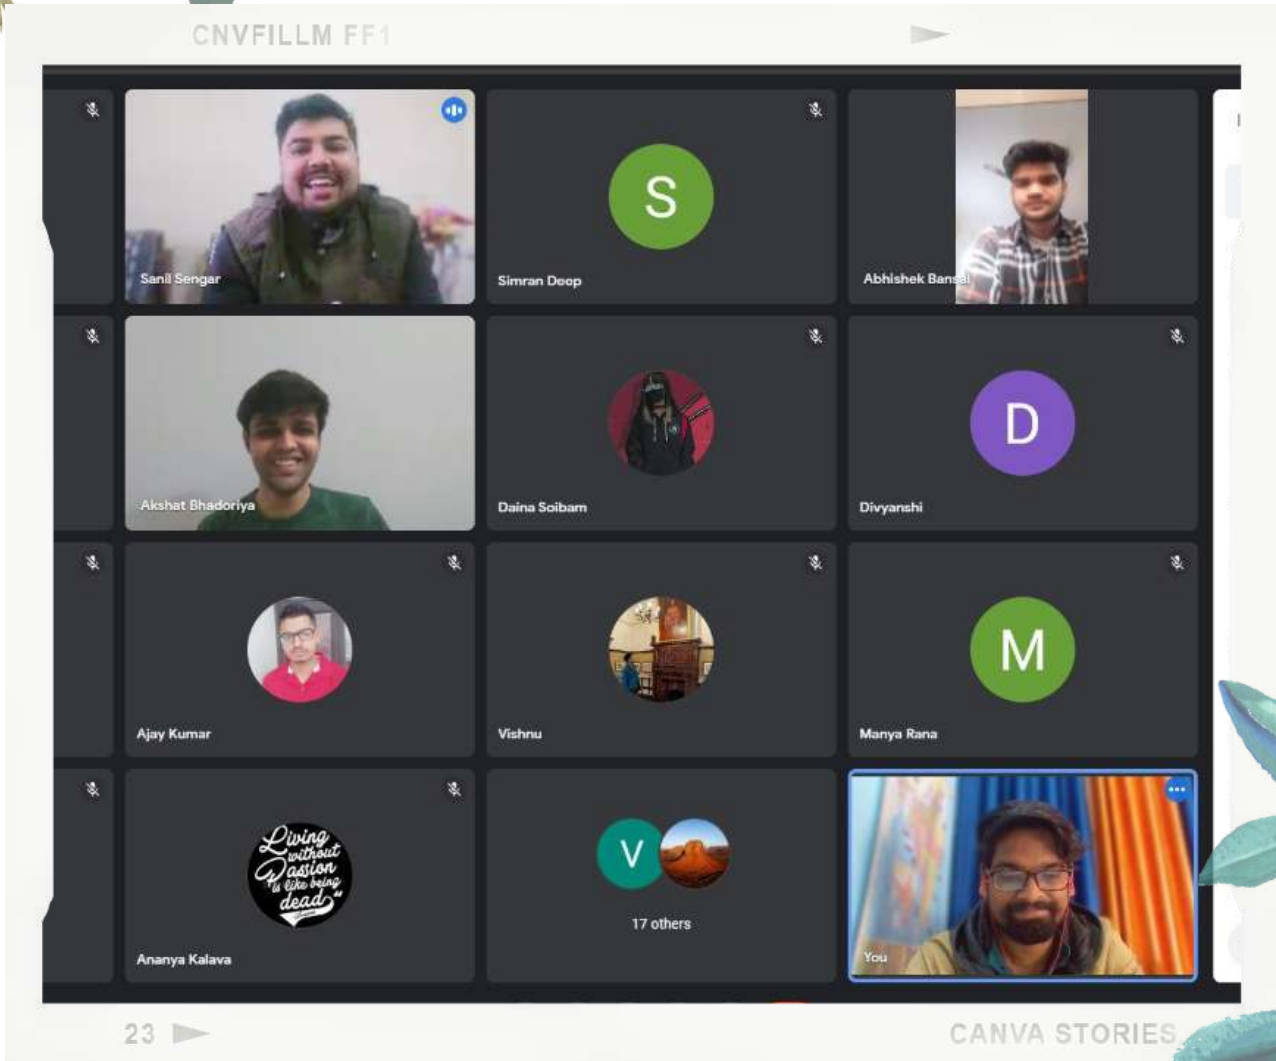 CNVFILLM FF1
Sanil Sengar
S
Simran Deep
Abhishek Bansal
Akshat Bhadoriya
Daina Soibam
D
Divyanshi
Ajay Kumar
Vishnu
M
Manya Rana
Living
without
Passion
is like being
dead
Ananya Kalava
V
17 others
You
23
CANVA STORIES